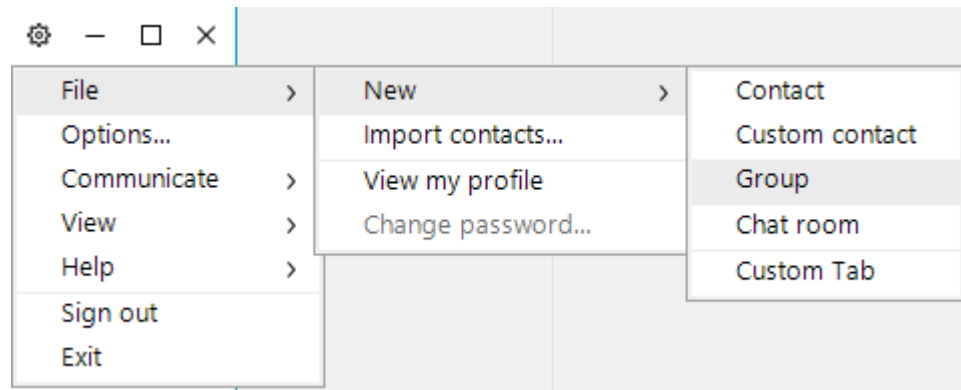 File
Options...
Communicate
View
Help
Sign out
Exit
New
Import contacts...
View my profile
Change password...
Contact
Custom contact
Group
Chat room
Custom Tab